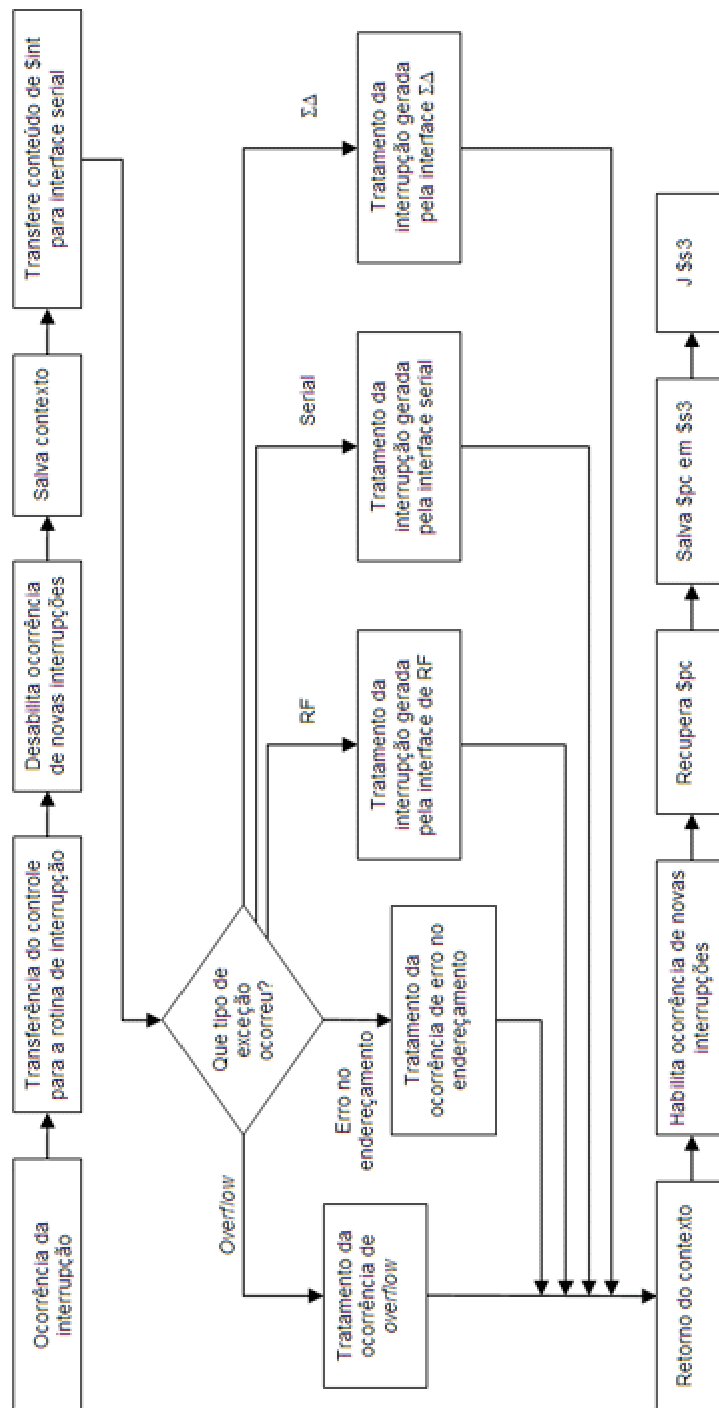 Ocorrência da
interrupção
Transferência do controle
para a rotina de interrupção
Desabilita ocorrência
de novas interrupções
Salva contexto
Transfere conteúdo de $int
para interface serial
Que tipo de
exceção
ocorreu?
Overflow
Erro no
endereçamento
RF
Serial
ΣΔ
Tratamento da
ocorrência de
overflow
Tratamento da
ocorrência de erro no
endereçamento
Tratamento da
interrupção gerada
pela interface de RF
Tratamento da
interrupção gerada
pela interface serial
Tratamento da
interrupção gerada
pela interface ΣΔ
Retorno do contexto
Habilita ocorrência de novas
interrupções
Recupera $pc
Salva $pc em $s3
J $s3